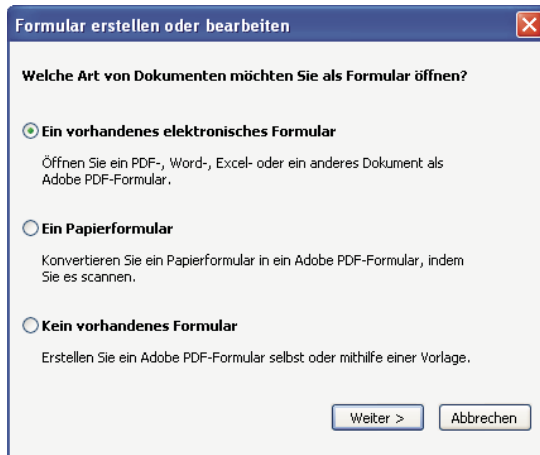 Formular erstellen oder bearbeiten
Welche Art von Dokumenten möchten Sie als Formular öffnen?
Ein vorhandenes elektronisches Formular
Öffnen Sie ein PDF-, Word-, Excel- oder ein anderes Dokument als
Adobe PDF-Formular.
Ein Papierformular
Konvertieren Sie ein Papierformular in ein Adobe PDF-Formular, indem
Sie es scannen.
Kein vorhandenes Formular
Erstellen Sie ein Adobe PDF-Formular selbst oder mithilfe einer Vorlage.
Weiter > Abbrechen